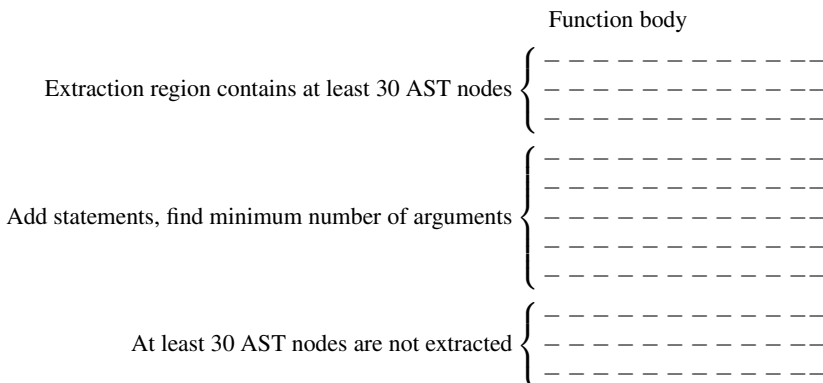 Function body
Extraction region contains at least 30 AST nodes
Add statements, find minimum number of arguments
At least 30 AST nodes are not extracted